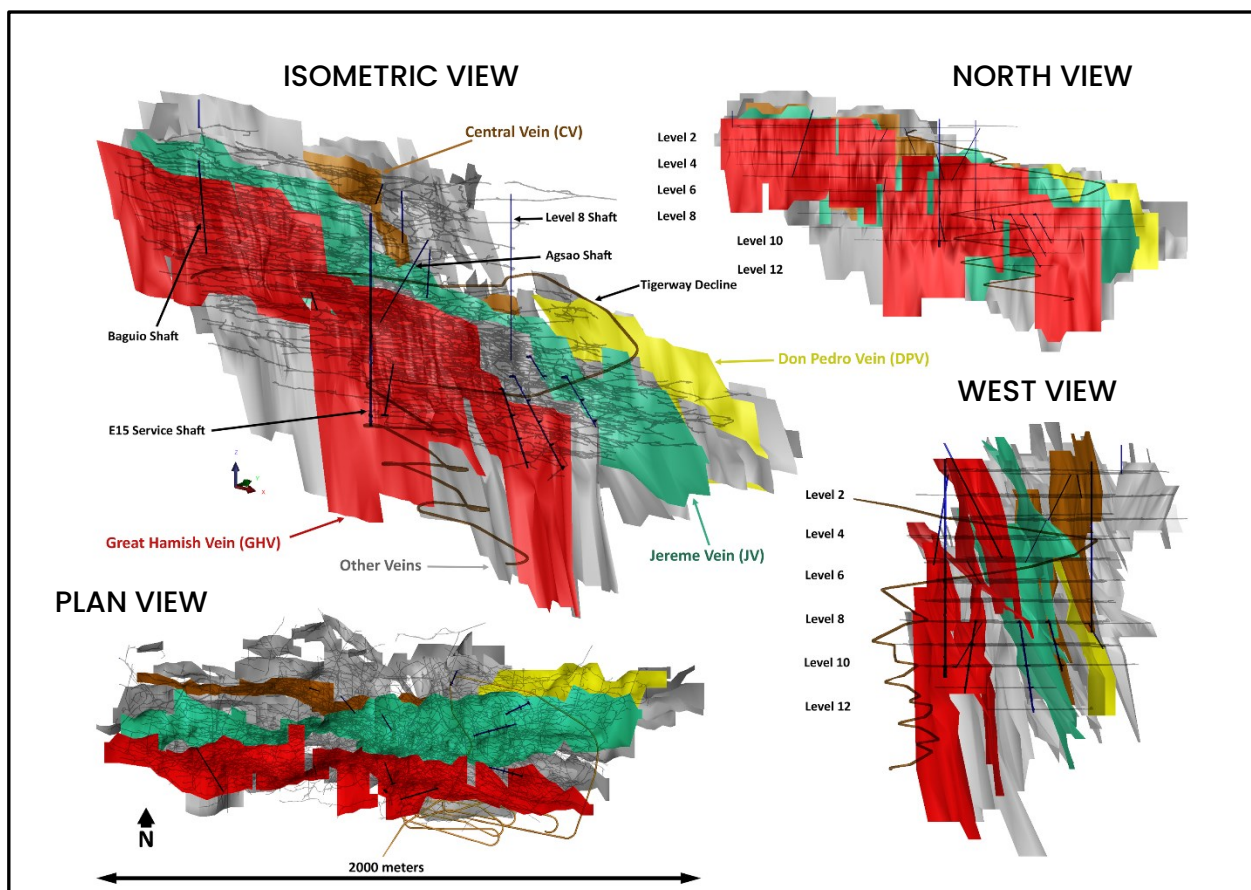 ISOMETRIC VIEW
Central Vein (CV)
Level 8 Shaft
Agsao Shaft
Tigerway Decline
Baguio Shaft
Don Pedro Vein (DPV)
E15 Service Shaft
z
y
x
Great Hamish Vein (GHV)
Other Veins
Jereme Vein (JV)
NORTH VIEW
Level 2
Level 4
Level 6
Level 8
Level 10
Level 12
WEST VIEW
Level 2
Level 4
Level 6
Level 8
Level 10
Level 12
PLAN VIEW
N
2000 meters